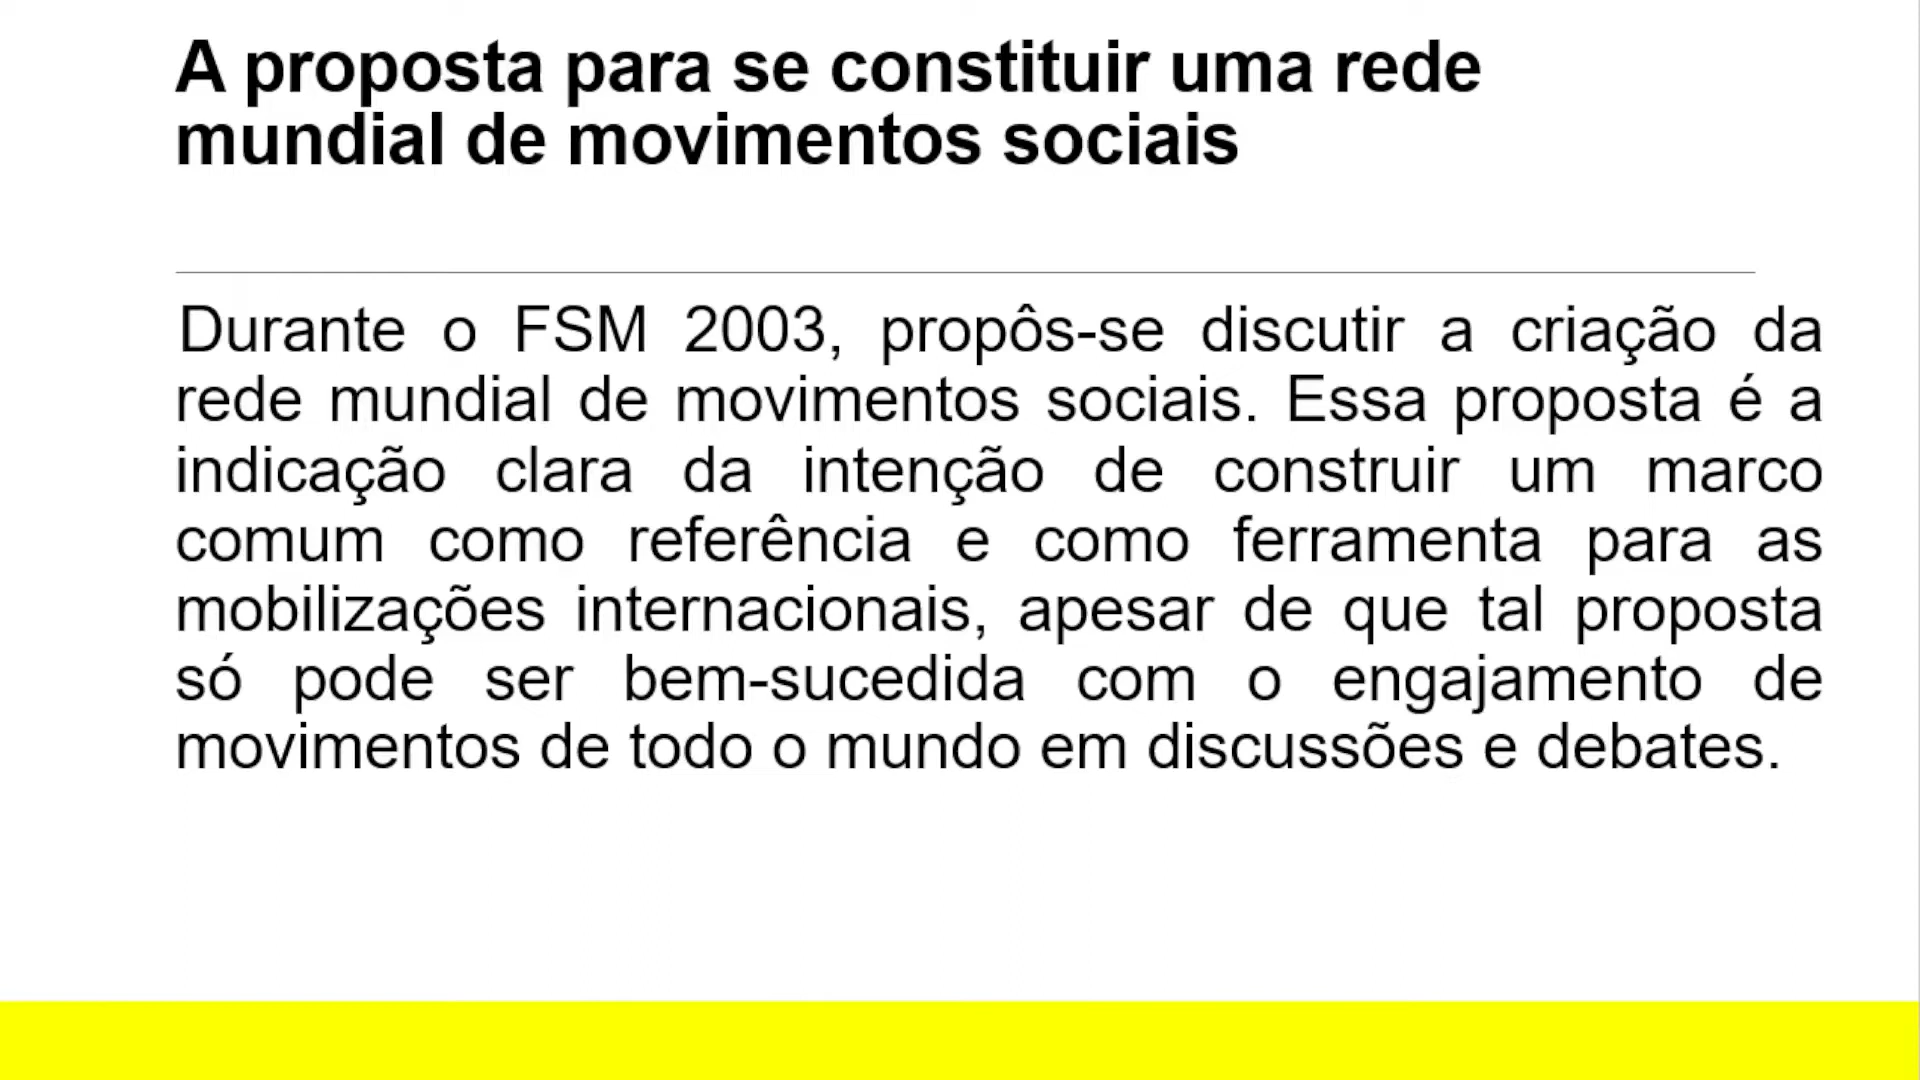 A proposta para se constituir uma rede
mundial de movimentos sociais
Durante o FSM 2003, propôs-se discutir a criação da
rede mundial de movimentos sociais. Essa proposta é a
indicação clara da intenção de construir um marco
comum como referência e como ferramenta para as
mobilizações internacionais, apesar de que tal proposta
só pode ser bem-sucedida com o engajamento de
movimentos de todo o mundo em discussões e debates.